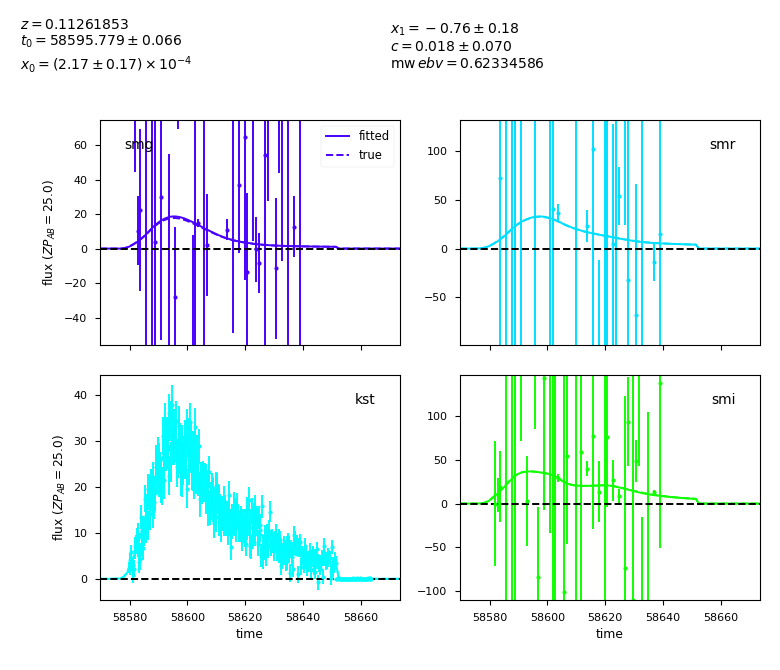 z = 0.11261853
t₀ = 58595.779 ± 0.066
x₀ = (2.17 ± 0.17) × 10⁻⁴
x₁ = −0.76 ± 0.18
c = 0.018 ± 0.070
mw ebv = 0.62334586
smg
fitted
true
60
40
20
0
−20
−40
flux (ZP_AB = 25.0)
smr
100
50
0
−50
kst
40
30
20
10
0
flux (ZP_AB = 25.0)
58580 58600 58620 58640 58660
time
smi
100
50
0
−50
−100
58580 58600 58620 58640 58660
time